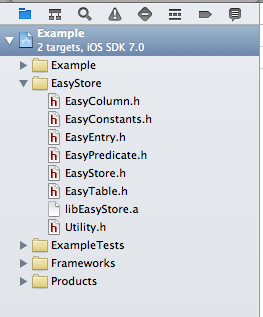 Example
2 targets, iOS SDK 7.0
Example
EasyStore
h EasyColumn.h
h EasyConstants.h
h EasyEntry.h
h EasyPredicate.h
h EasyStore.h
h EasyTable.h
libEasyStore.a
h Utility.h
ExampleTests
Frameworks
Products